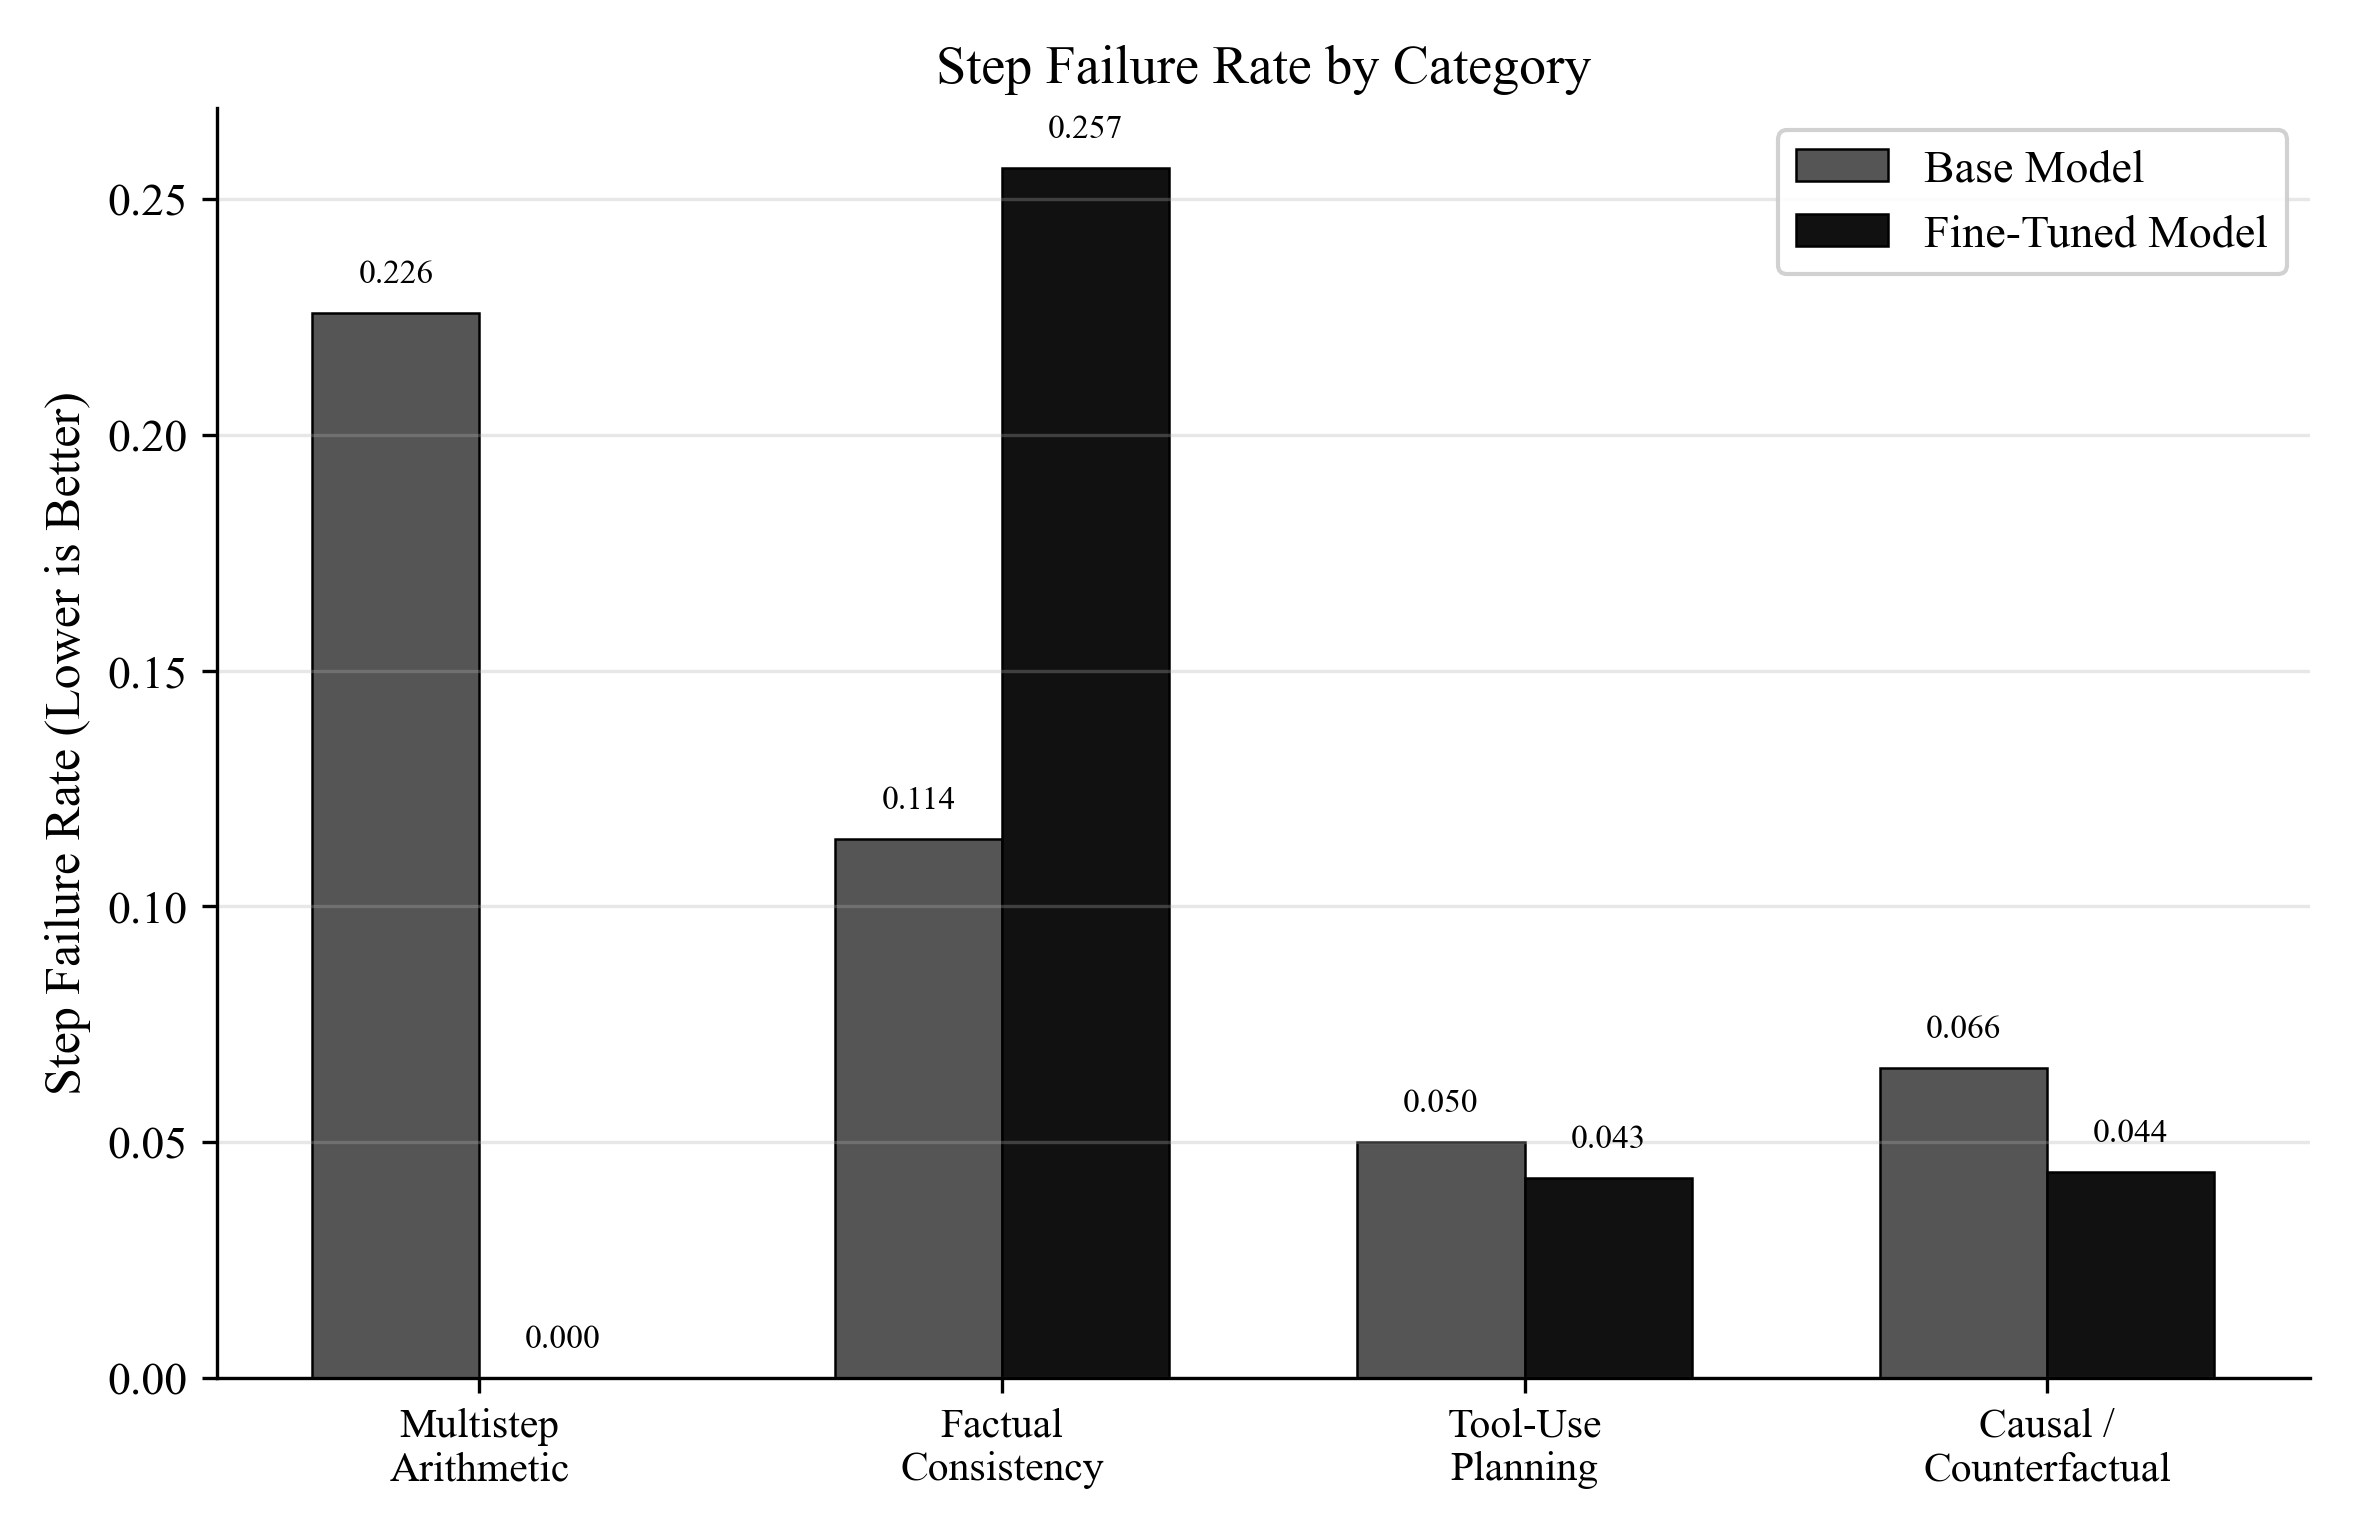 Step Failure Rate by Category
Base Model
Fine-Tuned Model
Step Failure Rate (Lower is Better)
0.25
0.20
0.15
0.10
0.05
0.00
0.226
0.000
0.114
0.257
0.050
0.043
0.066
0.044
Multistep
Arithmetic
Factual
Consistency
Tool-Use
Planning
Causal /
Counterfactual